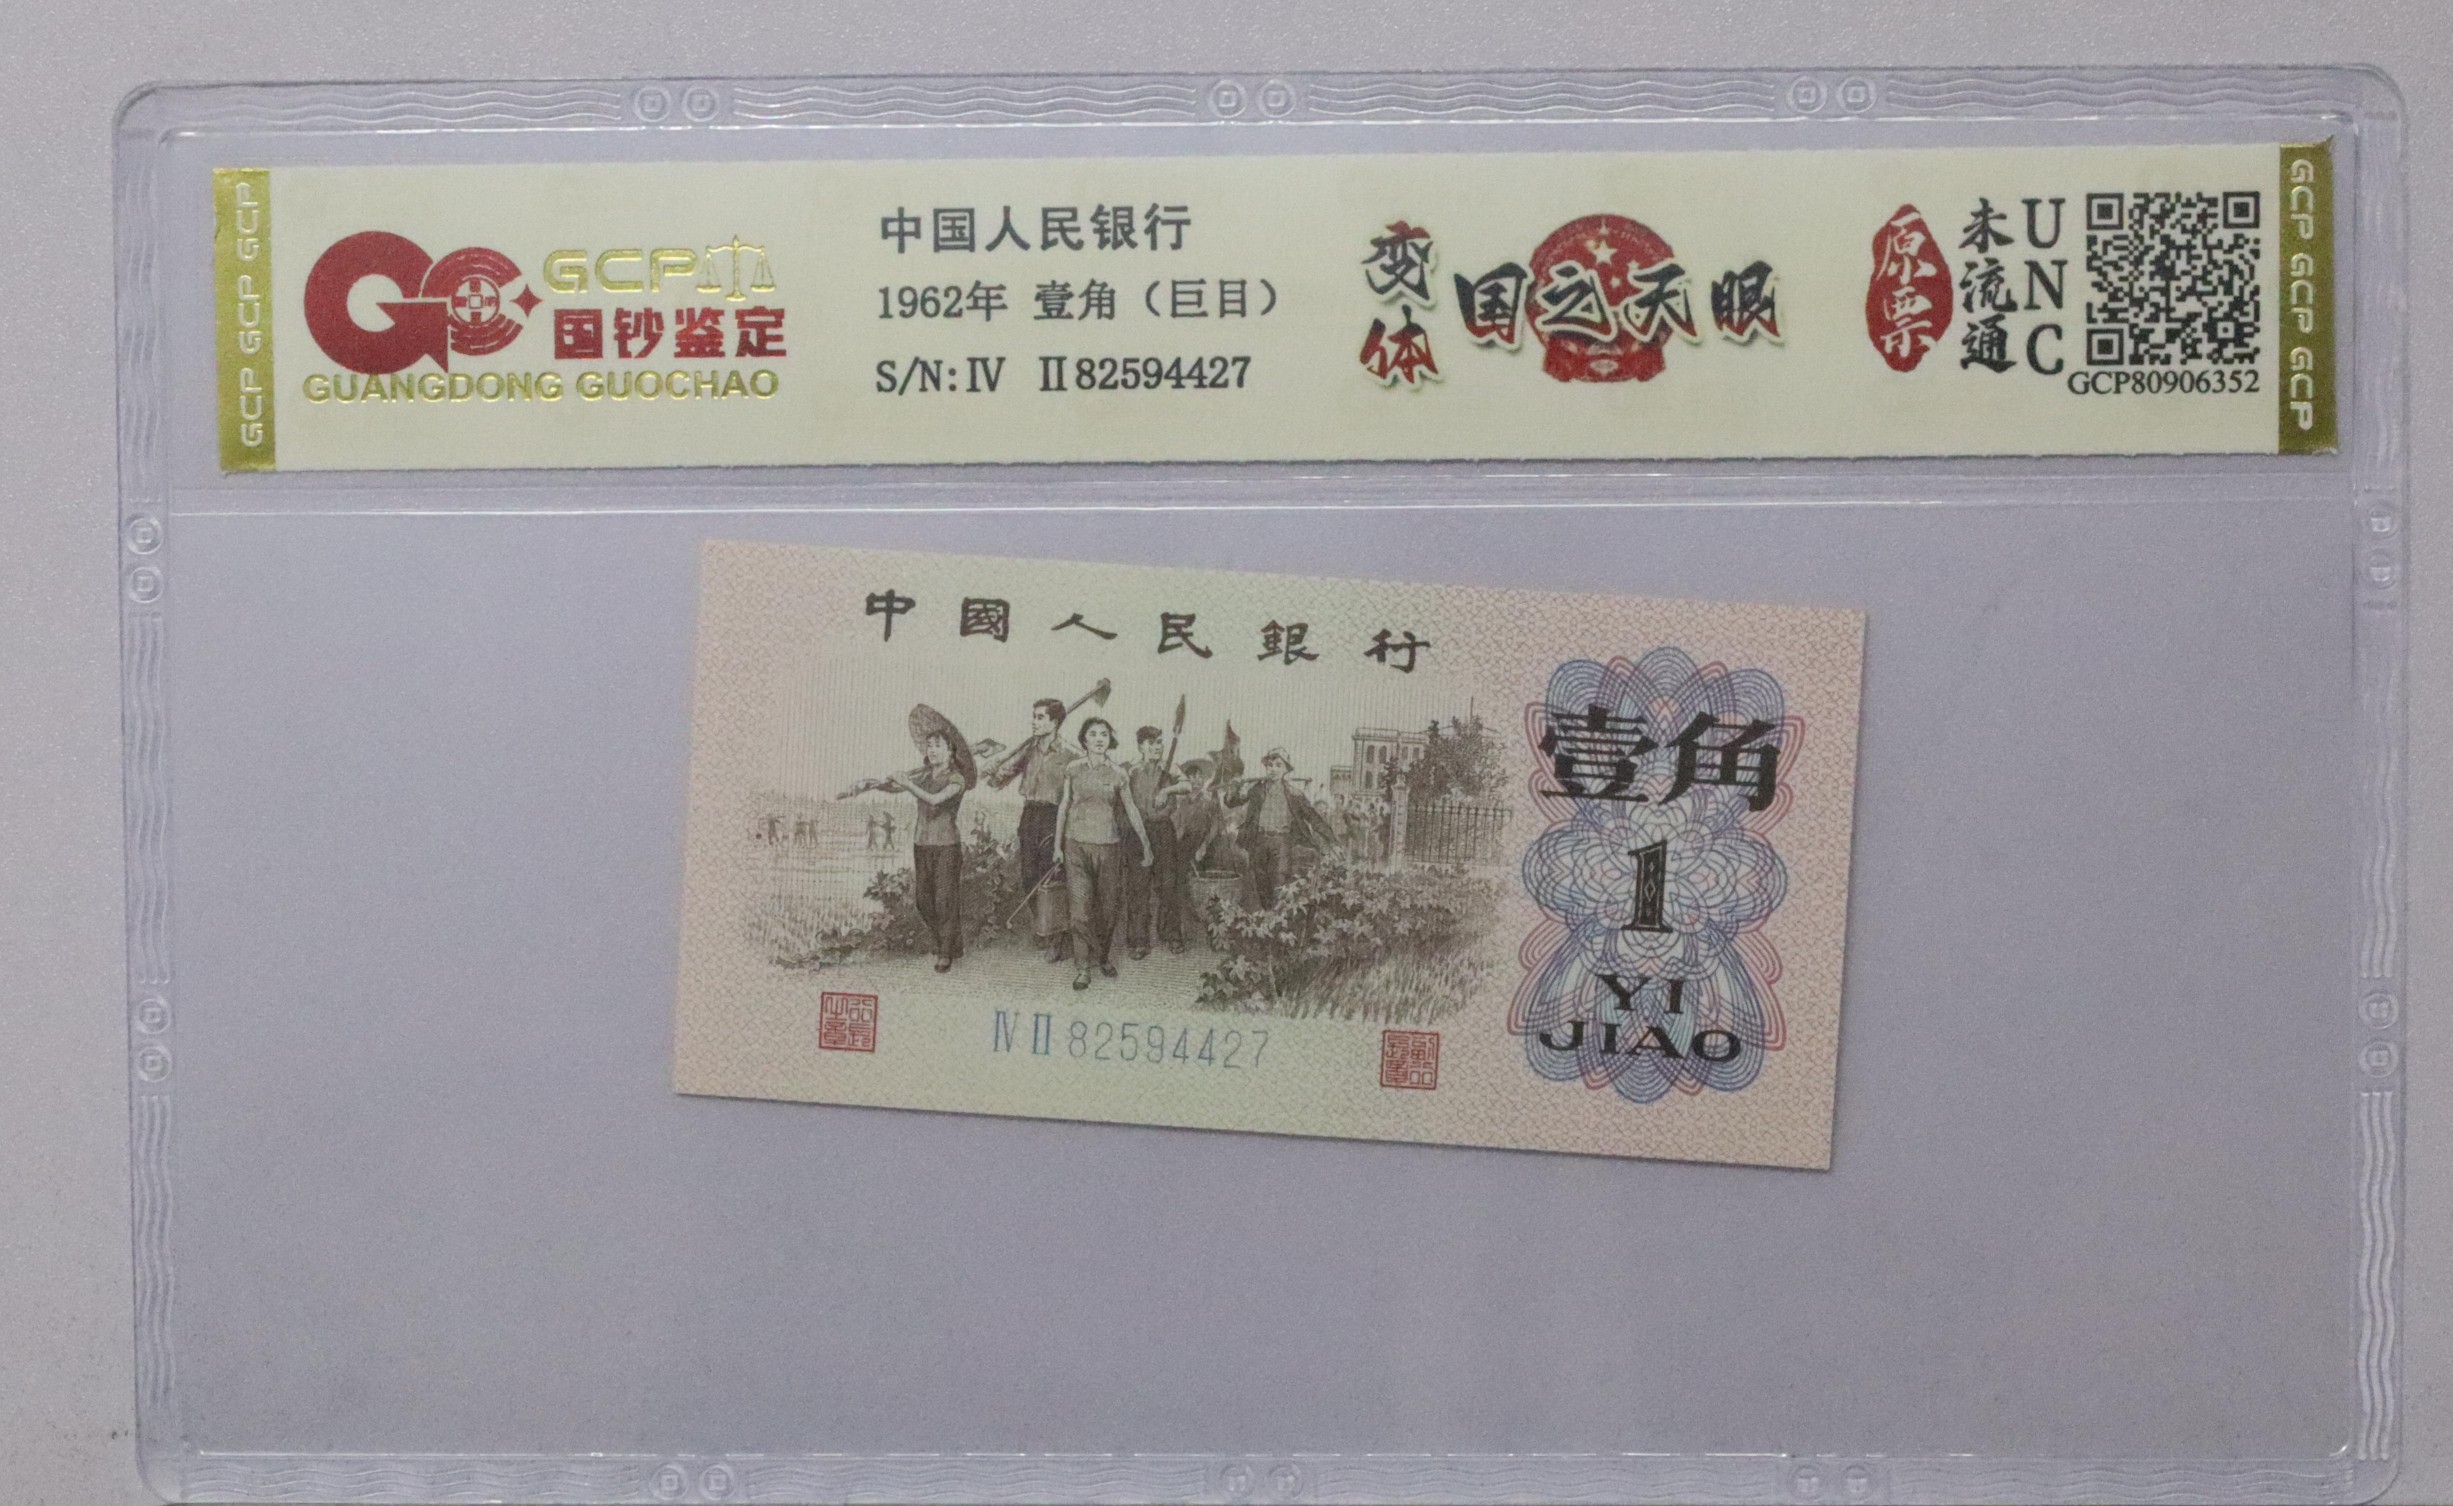 GCP GCP GCP
GCP
国钞鉴定
GUANGDONG GUOCHAO
中国人民银行
1962年 壹角（巨目）
S/N:IV II82594427
变体
国之天眼
原票
未流通
UNC
GCP80906352
GCP GCP GCP
中國人民銀行
壹角
1
YI
JIAO
IV II 82594427